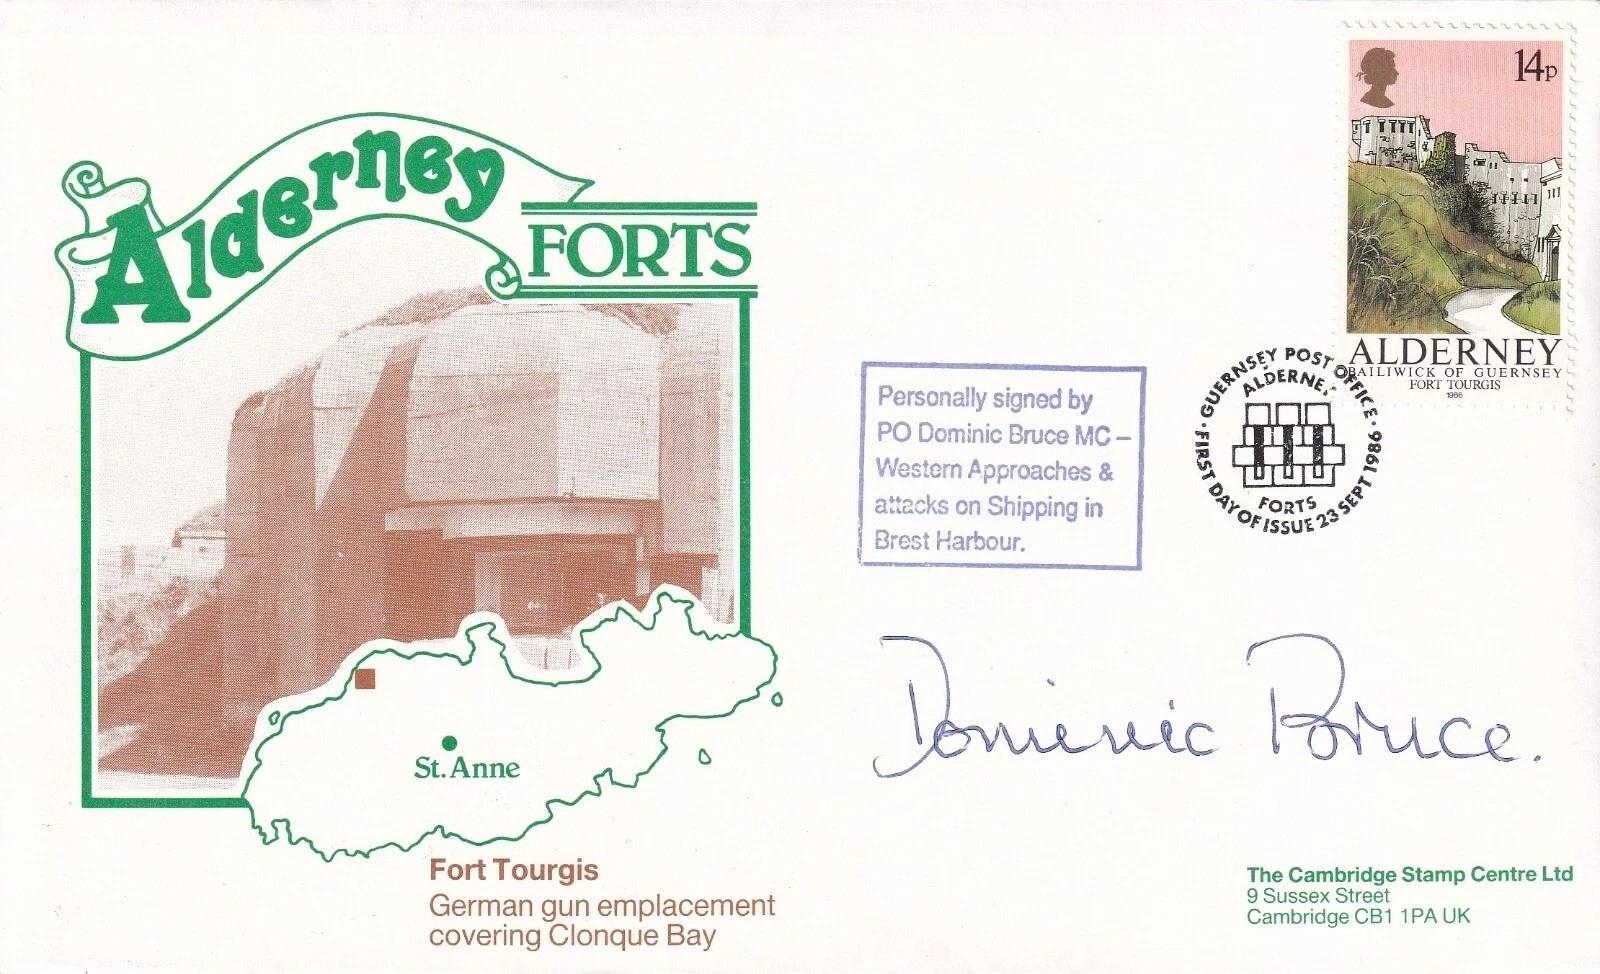 Alderney
FORTS
14p
ALDERNEY
BAILIWICK OF GUERNSEY
FORT TOURGIS
1986
GUERNSEY POST OFFICE
ALDERNEY
FORTS
FIRST DAY OF ISSUE 23 SEPT 1986
Personally signed by
PO Dominic Bruce MC –
Western Approaches &
attacks on Shipping in
Brest Harbour.
Dominic Bruce.
St. Anne
Fort Tourgis
German gun emplacement
covering Clonque Bay
The Cambridge Stamp Centre Ltd
9 Sussex Street
Cambridge CB1 1PA UK